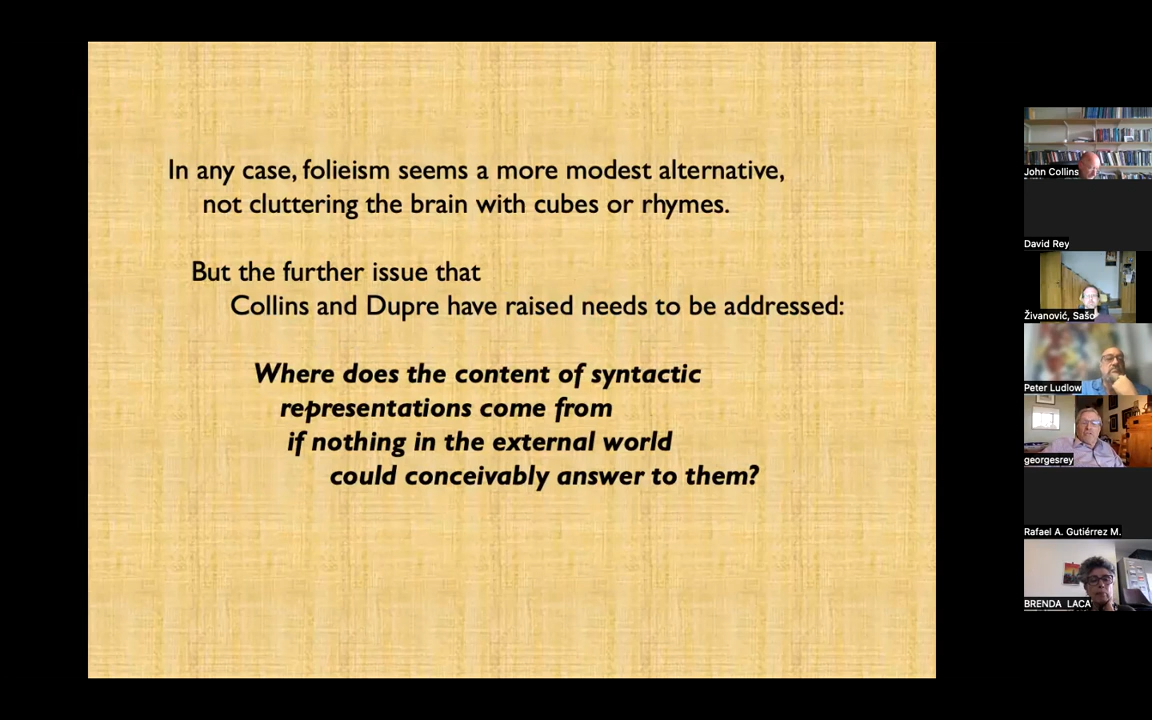 In any case, folieism seems a more modest alternative,
not cluttering the brain with cubes or rhymes.
But the further issue that
Collins and Dupre have raised needs to be addressed:
Where does the content of syntactic
representations come from
if nothing in the external world
could conceivably answer to them?
John Collins
David Rey
Živanović, Sašo
Peter Ludlow
georgesrey
Rafael A. Gutiérrez M.
BRENDA LACA